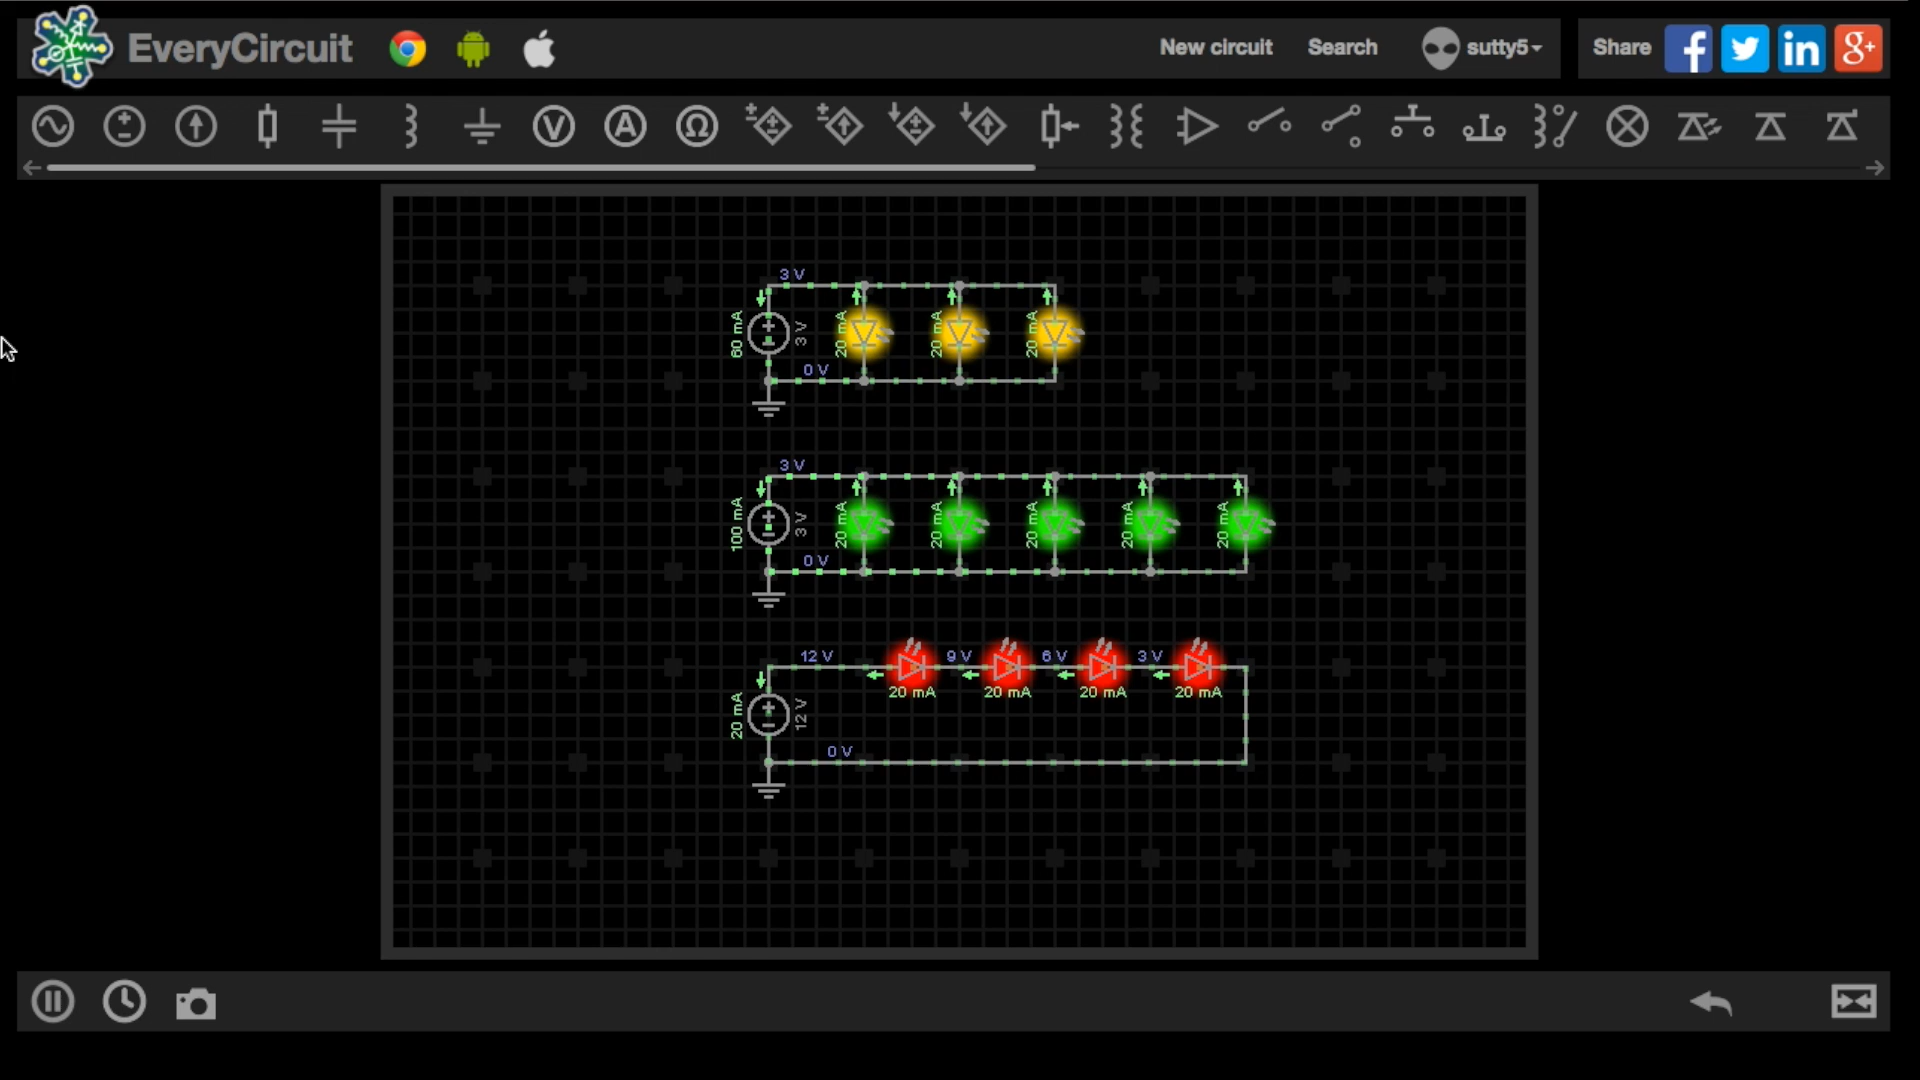 EveryCircuit
New circuit
Search
sutty5
Share
f
in
g+
V
A
Ω
3 V
60 mA
3 V
20 mA
20 mA
20 mA
0 V
3 V
100 mA
3 V
20 mA
20 mA
20 mA
20 mA
20 mA
0 V
12 V
9 V
6 V
3 V
20 mA
20 mA
20 mA
20 mA
20 mA
12 V
0 V